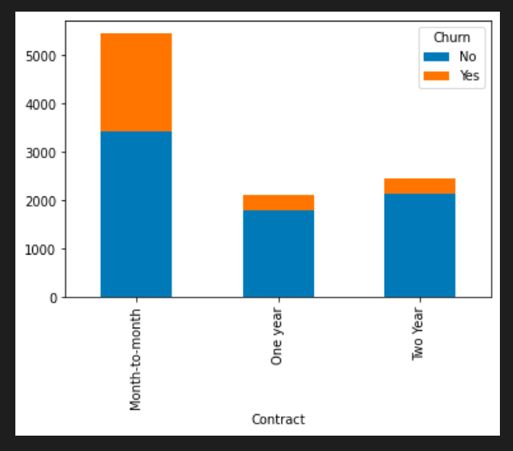 Churn
No
Yes
5000
4000
3000
2000
1000
0
Month-to-month
One year
Two Year
Contract